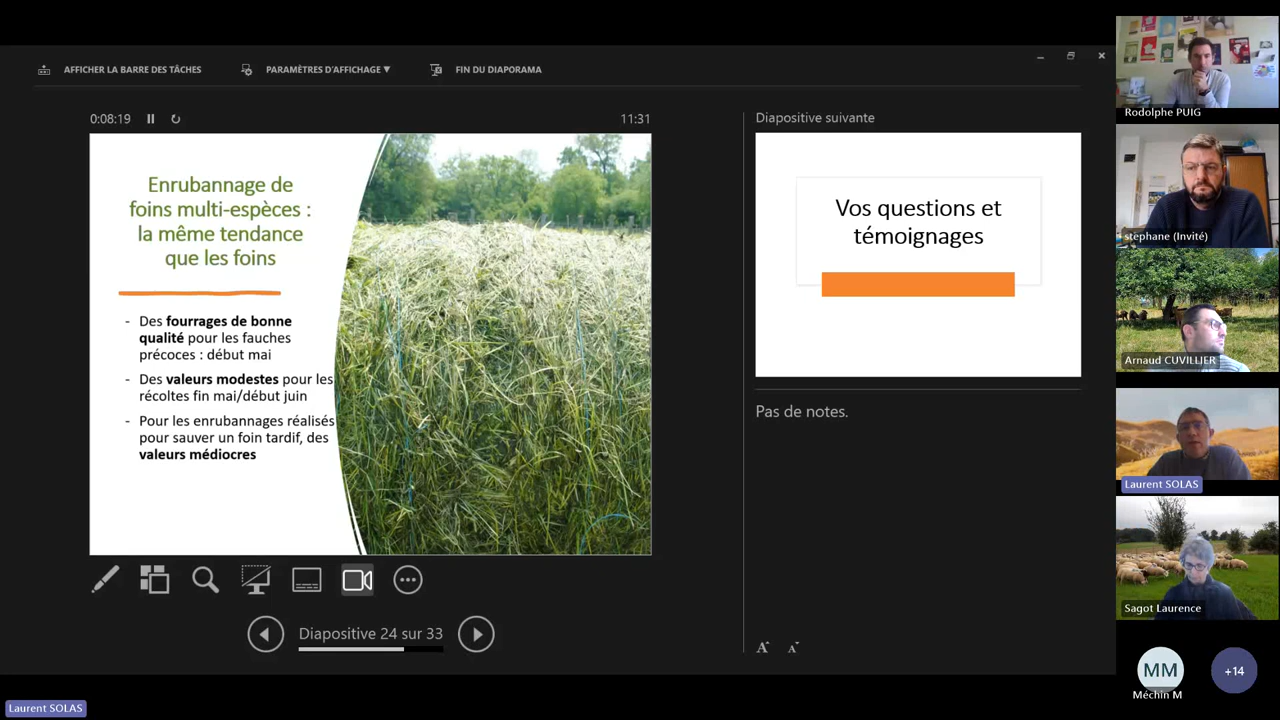 AFFICHER LA BARRE DES TÂCHES
PARAMÈTRES D'AFFICHAGE ▼
FIN DU DIAPORAMA
0:08:19
11:31
Enrubannage de
foins multi-espèces :
la même tendance
que les foins
- Des fourrages de bonne
qualité pour les fauches
précoces : début mai
- Des valeurs modestes pour les
récoltes fin mai/début juin
- Pour les enrubannages réalisés
pour sauver un foin tardif, des
valeurs médiocres
Diapositive 24 sur 33
Diapositive suivante
Vos questions et
témoignages
Pas de notes.
A A
Rodolphe PUIG
stephane (Invité)
Arnaud CUVILLIER
Laurent SOLAS
Sagot Laurence
MM
Méchin M
+14
Laurent SOLAS